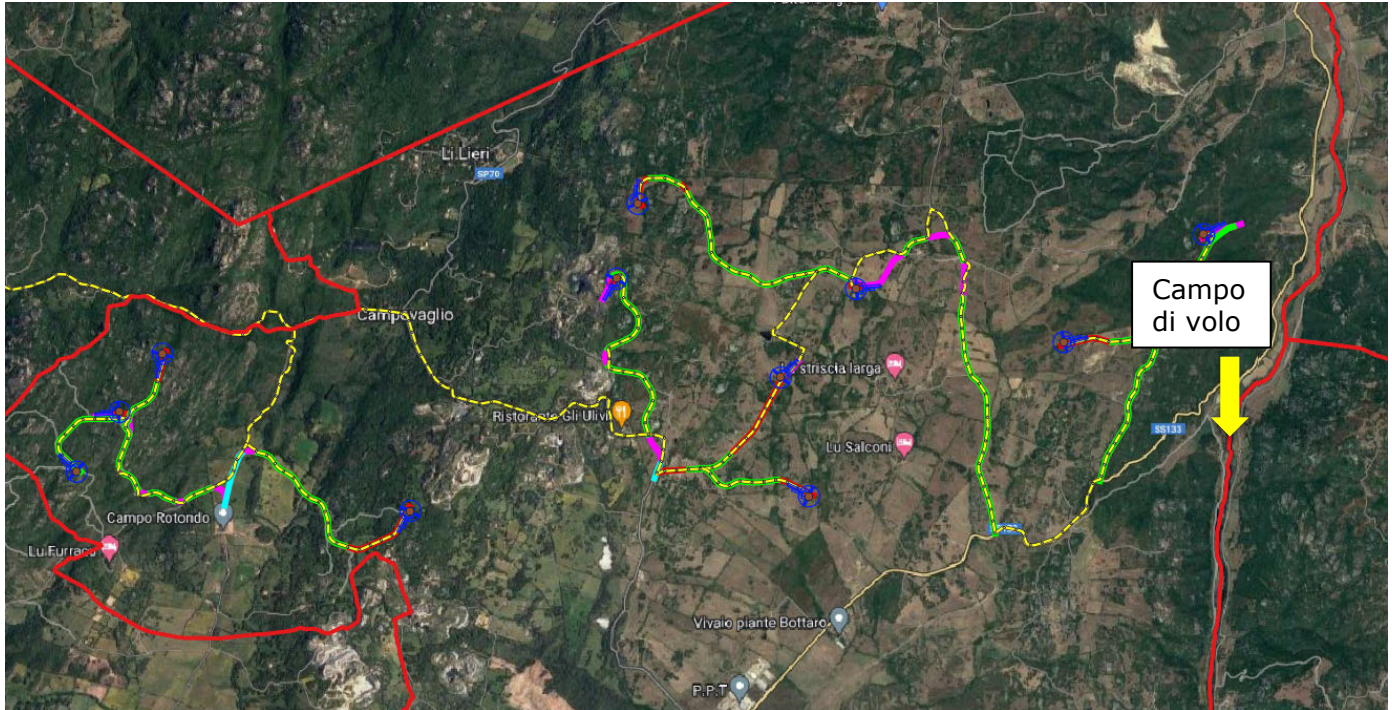 Li Lieri
SP70
Campovaglio
Campo
di volo
striscia larga
Ristorante Gli Ulivi
SS133
Lu Salconi
Campo Rotondo
Lu Furracu
Vivaio piante Bottaro
P.P.T